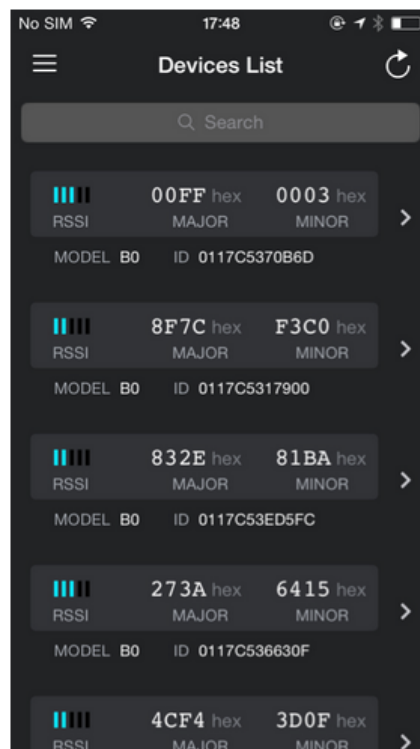 No SIM 17:48
Devices List
Search
00FF hex 0003 hex
RSSI MAJOR MINOR
MODEL B0 ID 0117C5370B6D
8F7C hex F3C0 hex
RSSI MAJOR MINOR
MODEL B0 ID 0117C5317900
832E hex 81BA hex
RSSI MAJOR MINOR
MODEL B0 ID 0117C53ED5FC
273A hex 6415 hex
RSSI MAJOR MINOR
MODEL B0 ID 0117C536630F
4CF4 hex 3D0F hex
RSSI MAJOR MINOR